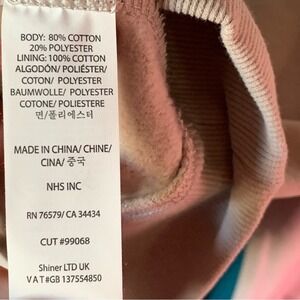 BODY: 80% COTTON
20% POLYESTER
LINING: 100% COTTON
ALGODÓN/ POLIÉSTER/
COTON/ POLYESTER
BAUMWOLLE/ POLYESTER
COTONE/ POLIESTERE
면/폴리에스터
MADE IN CHINA/ CHINE/
CINA/ 중국
NHS INC
RN 76579/ CA 34434
CUT #9906B
Shiner LTD UK
V A T#GB 137554850